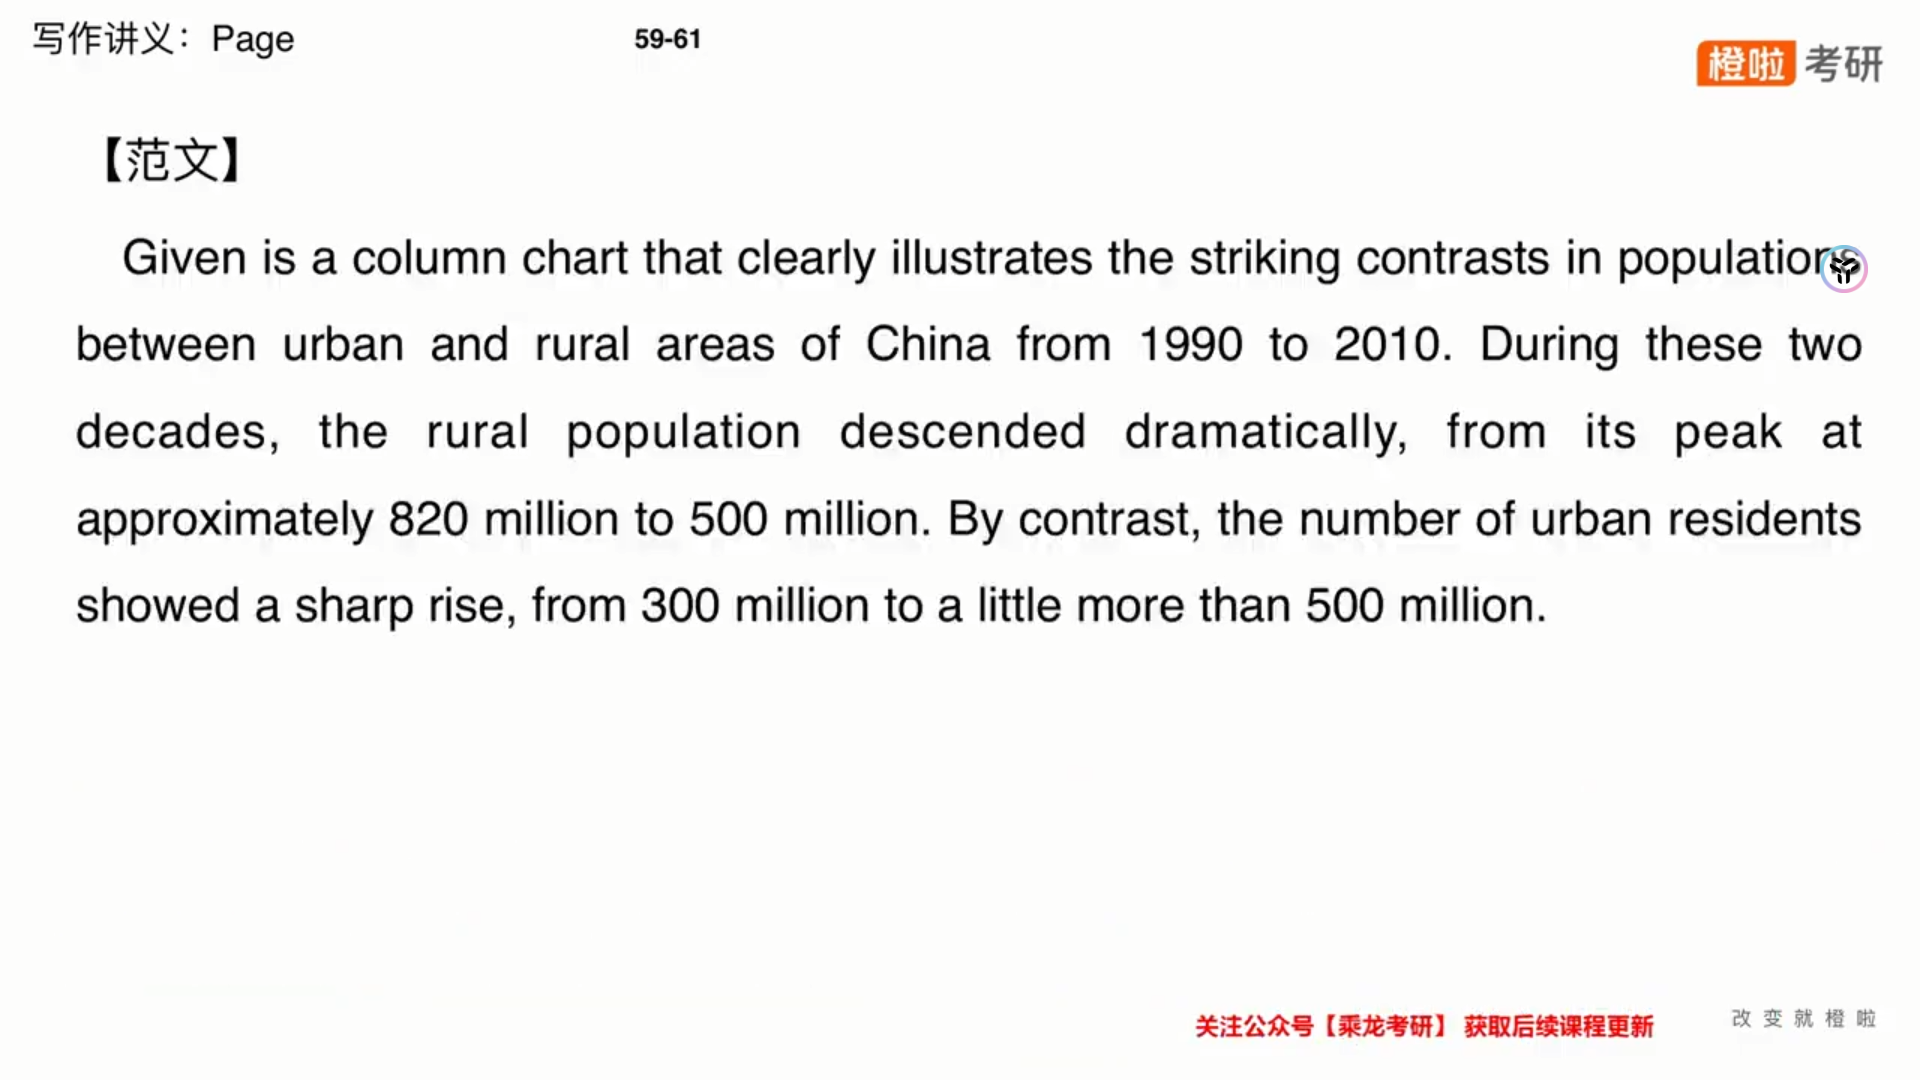 写作讲义：Page 59-61
橙啦 考研
【范文】
Given is a column chart that clearly illustrates the striking contrasts in populations
between urban and rural areas of China from 1990 to 2010. During these two
decades, the rural population descended dramatically, from its peak at
approximately 820 million to 500 million. By contrast, the number of urban residents
showed a sharp rise, from 300 million to a little more than 500 million.
关注公众号【乘龙考研】 获取后续课程更新
改变就橙啦